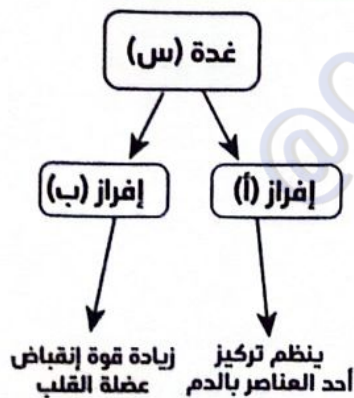 غدة (س)
إفراز (أ)
إفراز (ب)
ينظم تركيز
أحد العناصر بالدم
زيادة قوة إنقباض
عضلة القلب